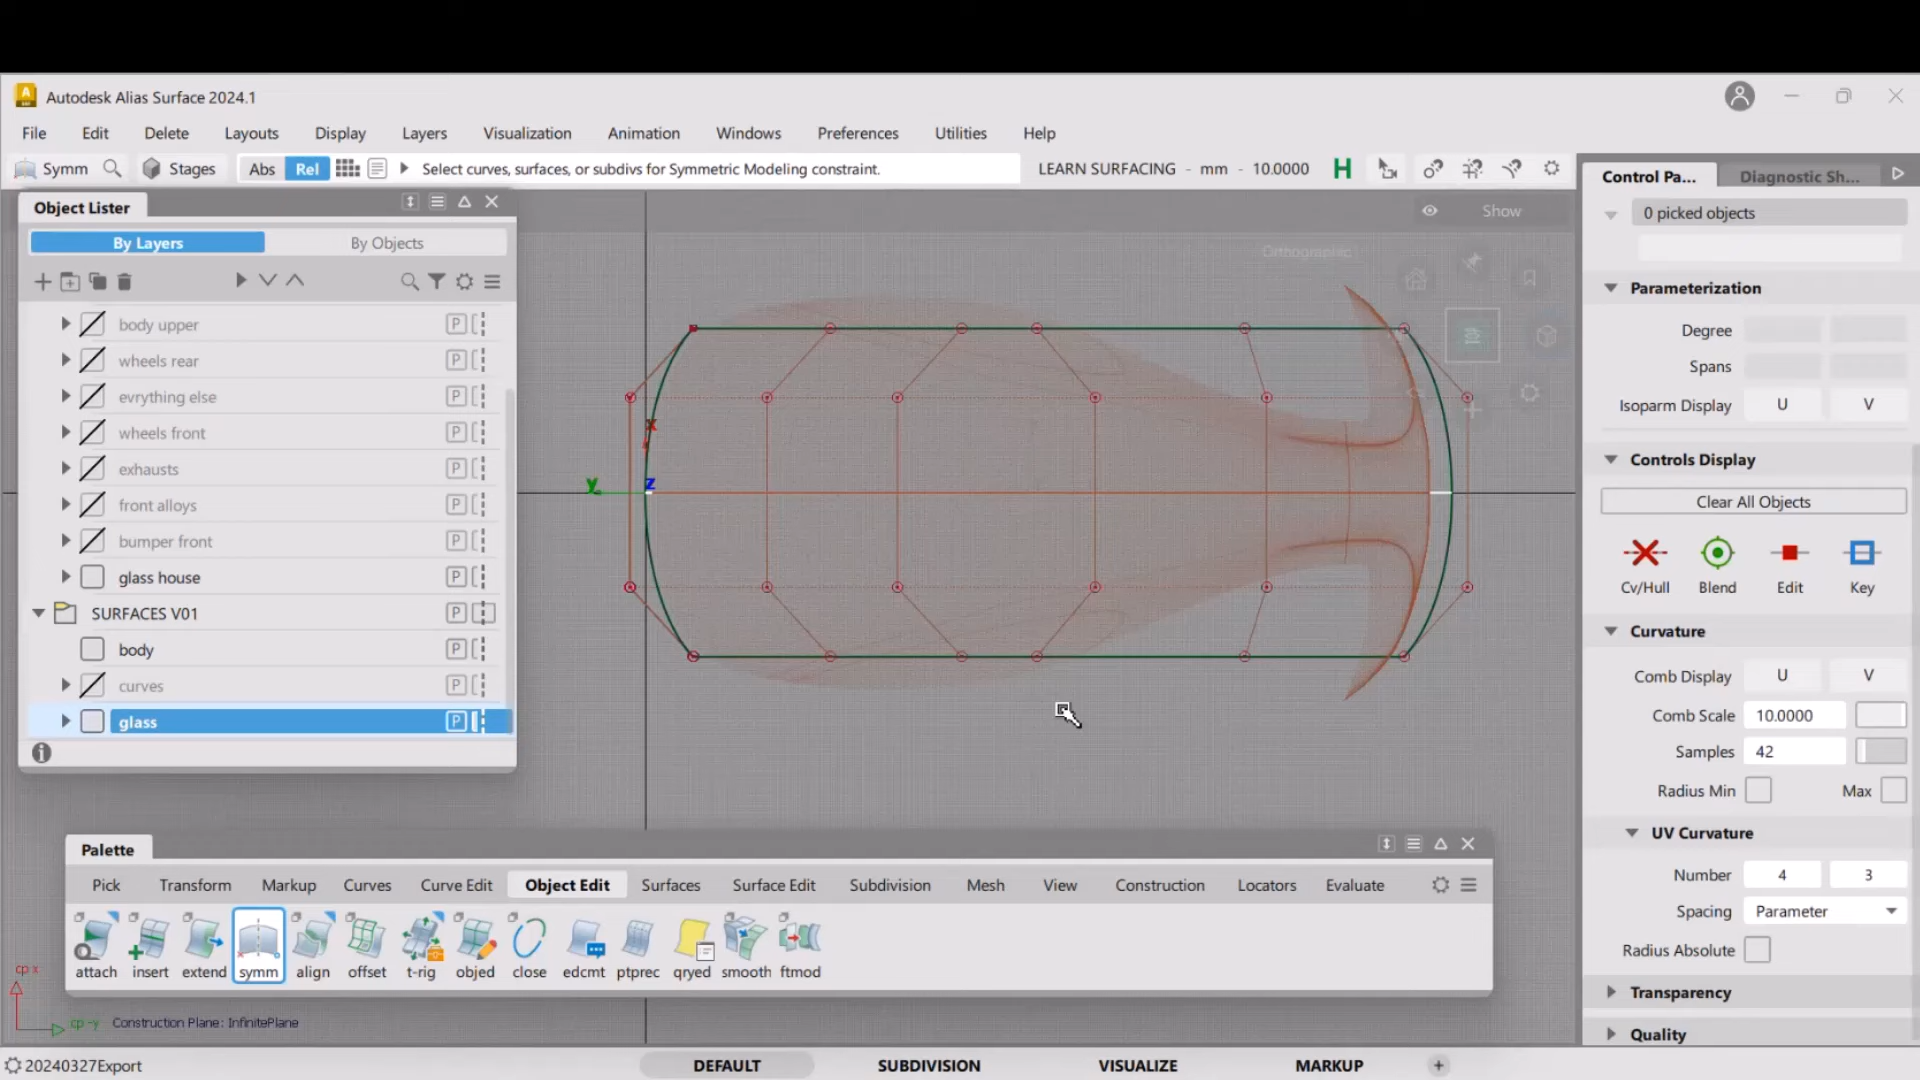 Autodesk Alias Surface 2024.1
File Edit Delete Layouts Display Layers Visualization Animation Windows Preferences Utilities Help
Symm Stages Abs Rel Select curves, surfaces, or subdivs for Symmetric Modeling constraint. LEARN SURFACING - mm - 10.0000 H
Object Lister
By Layers By Objects
body upper P
wheels rear P
evrything else P
wheels front P
exhausts P
front alloys P
bumper front P
glass house P
SURFACES V01 P
body P
curves P
glass P
Show
Orthographic
x
y z
Control Pa... Diagnostic Sh...
0 picked objects
Parameterization
Degree
Spans
Isoparm Display U V
Controls Display
Clear All Objects
Cv/Hull Blend Edit Key
Curvature
Comb Display U V
Comb Scale 10.0000
Samples 42
Radius Min Max
UV Curvature
Number 4 3
Spacing Parameter
Radius Absolute
Transparency
Quality
Palette
Pick Transform Markup Curves Curve Edit Object Edit Surfaces Surface Edit Subdivision Mesh View Construction Locators Evaluate
attach insert extend symm align offset t-rig objed close edcmt ptprec qryed smooth ftmod
cp x
cp -y Construction Plane: InfinitePlane
20240327Export DEFAULT SUBDIVISION VISUALIZE MARKUP +